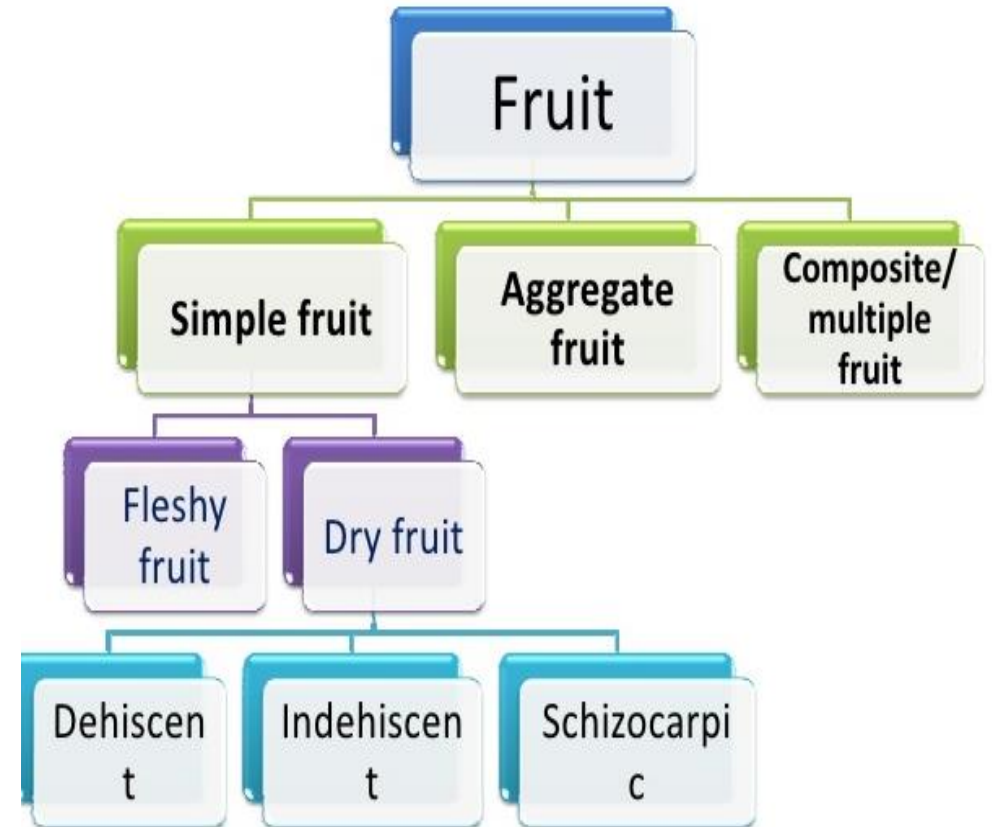 Fruit
Simple fruit
Aggregate
fruit
Composite/
multiple
fruit
Fleshy
fruit
Dry fruit
Dehiscen
t
Indehiscen
t
Schizocarpi
c